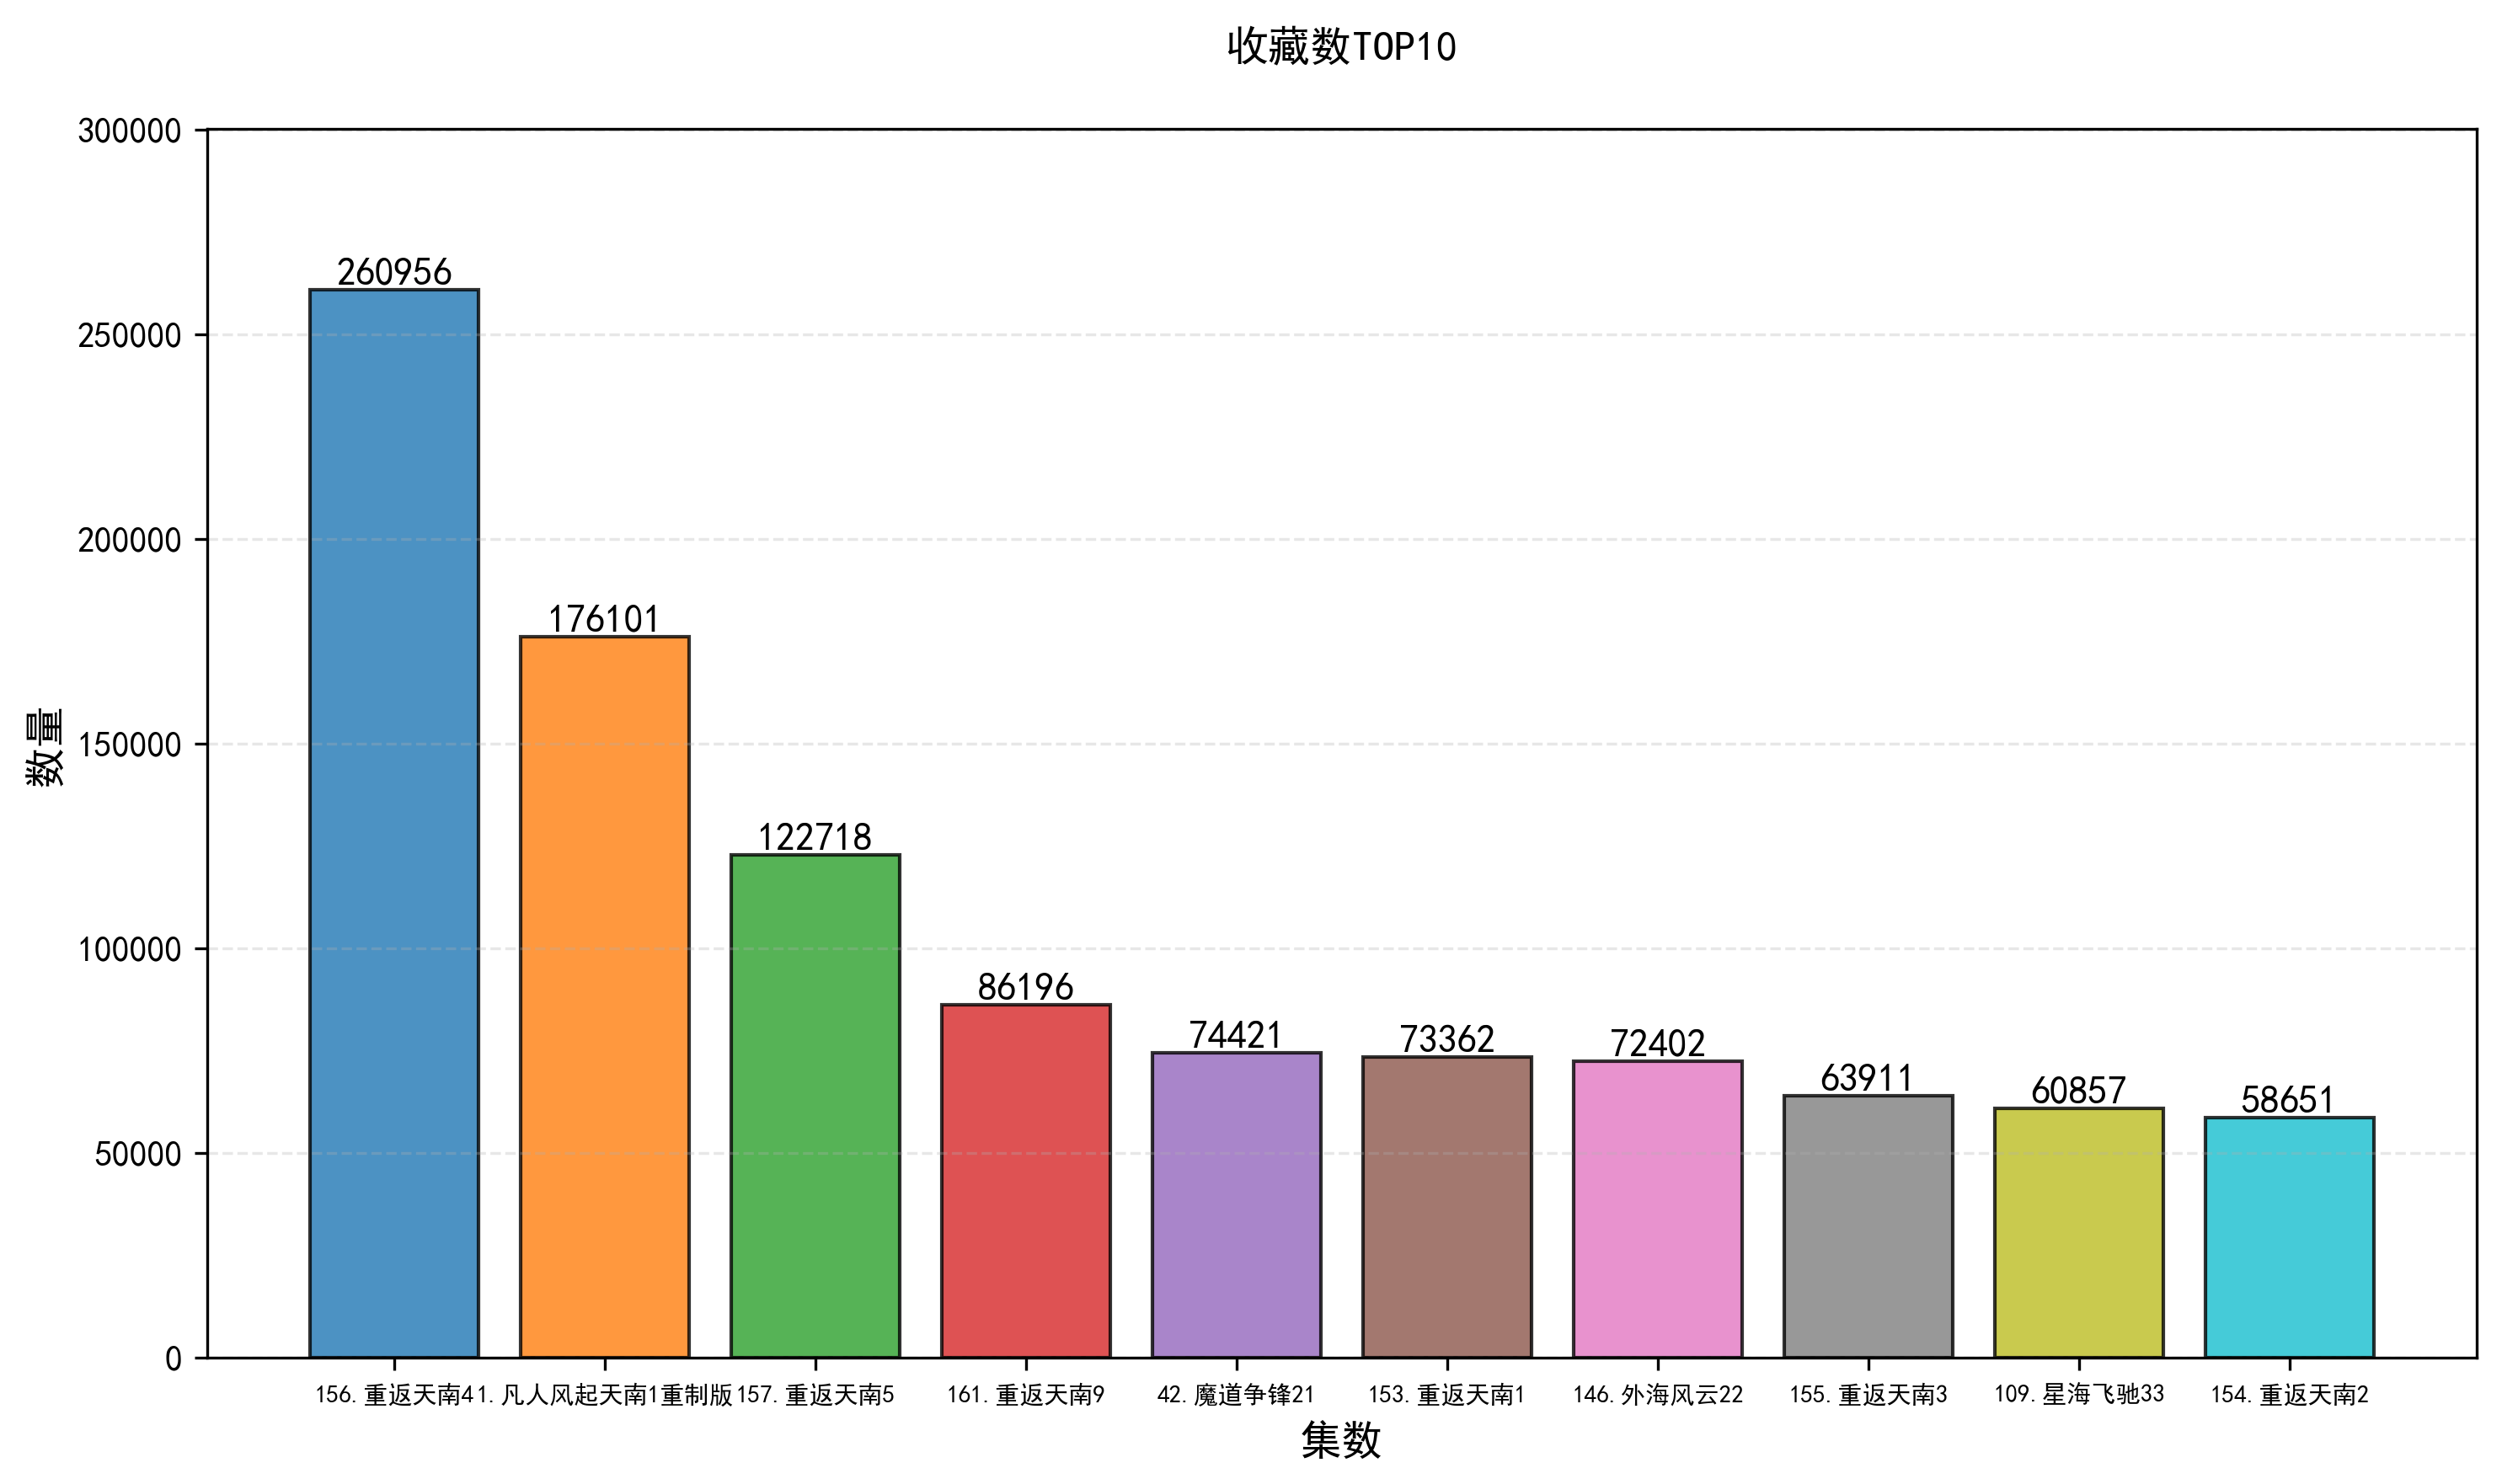 收藏数TOP10
300000
250000
200000
150000
100000
50000
0
数量
260956
176101
122718
86196
74421
73362
72402
63911
60857
58651
156.重返天南4
1.凡人风起天南1重制版
157.重返天南5
161.重返天南9
42.魔道争锋21
153.重返天南1
146.外海风云22
155.重返天南3
109.星海飞驰33
154.重返天南2
集数